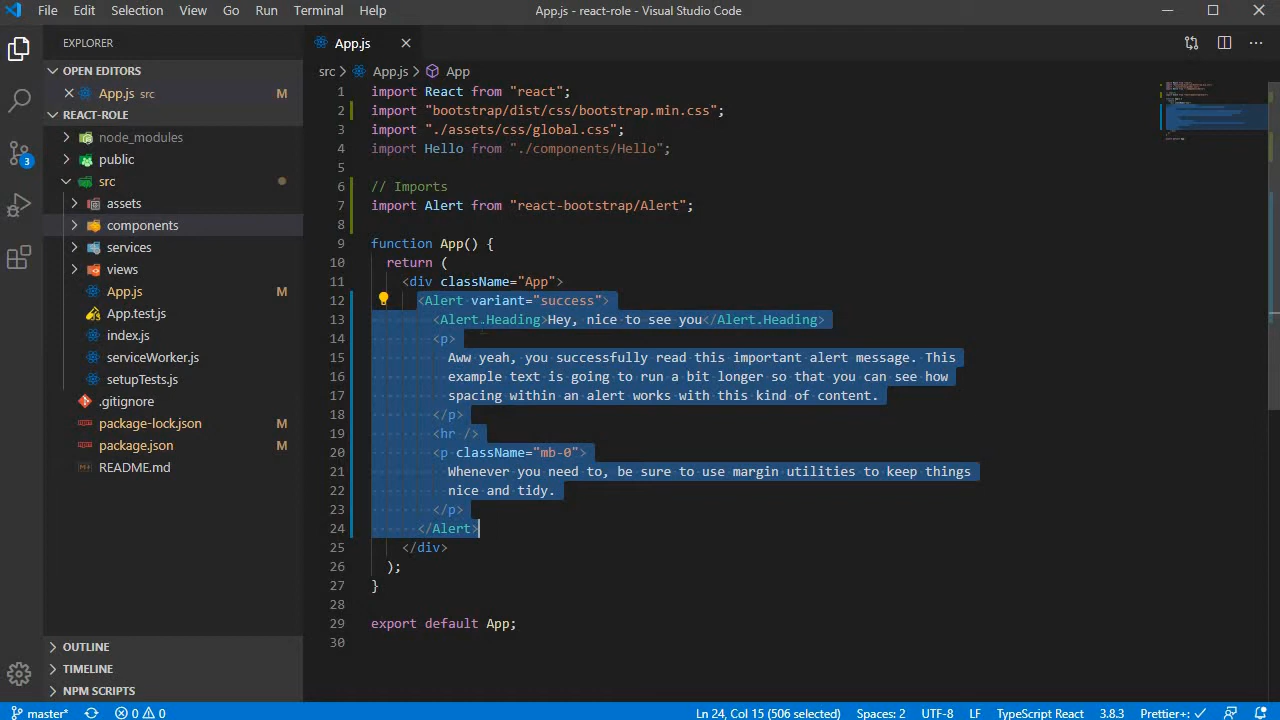 File Edit Selection View Go Run Terminal Help
App.js - react-role - Visual Studio Code
EXPLORER
OPEN EDITORS
App.js src M
REACT-ROLE
node_modules
public
src
assets
components
services
views
App.js M
App.test.js
index.js
serviceWorker.js
setupTests.js
.gitignore
package-lock.json M
package.json M
README.md
OUTLINE
TIMELINE
NPM SCRIPTS
3
App.js
src App.js App
1 import React from "react";
2 import "bootstrap/dist/css/bootstrap.min.css";
3 import "./assets/css/global.css";
4 import Hello from "./components/Hello";
5
6 // Imports
7 import Alert from "react-bootstrap/Alert";
8
9 function App() {
10 return (
11 <div className="App">
12 <Alert variant="success">
13 <Alert.Heading>Hey, nice to see you</Alert.Heading>
14 <p>
15 Aww yeah, you successfully read this important alert message. This
16 example text is going to run a bit longer so that you can see how
17 spacing within an alert works with this kind of content.
18 </p>
19 <hr />
20 <p className="mb-0">
21 Whenever you need to, be sure to use margin utilities to keep things
22 nice and tidy.
23 </p>
24 </Alert>
25 </div>
26 );
27 }
28
29 export default App;
30
master* 0 0 Ln 24, Col 15 (506 selected) Spaces: 2 UTF-8 LF TypeScript React 3.8.3 Prettier+: